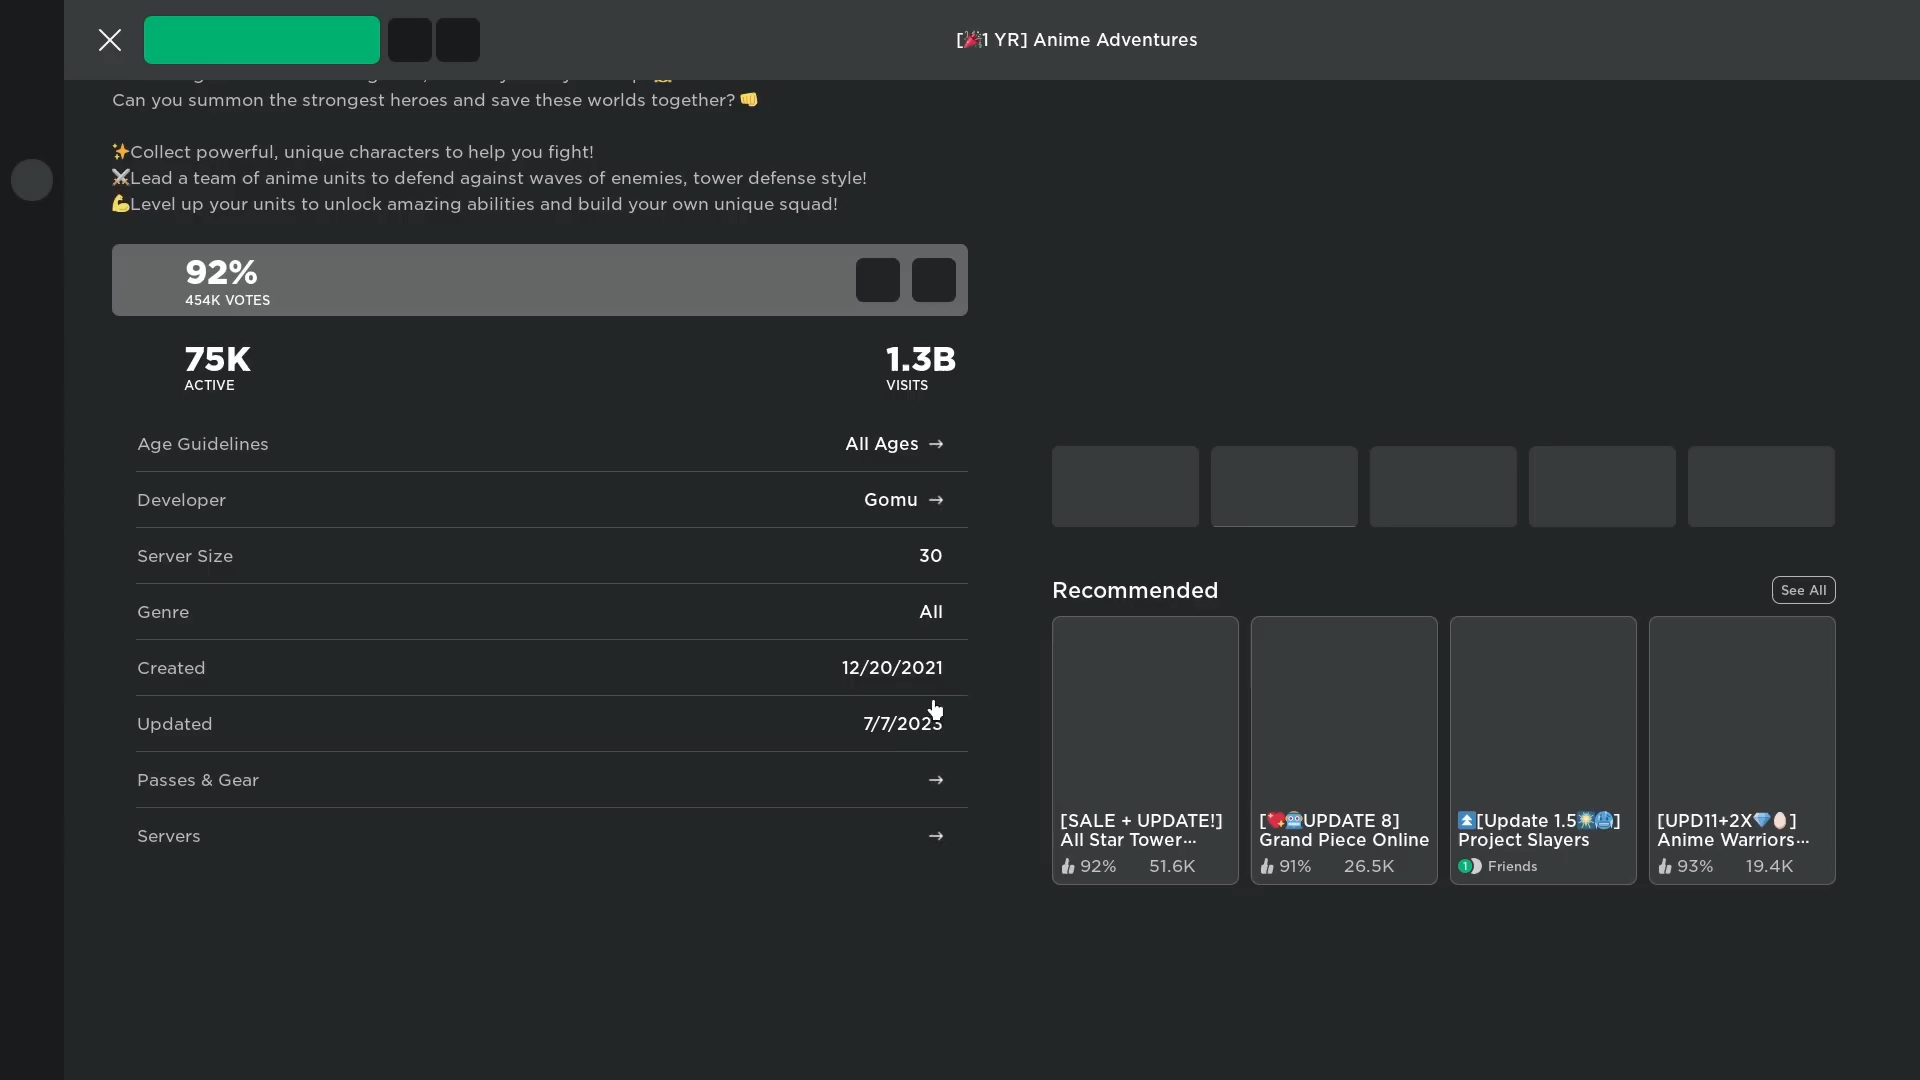 [🎉1 YR] Anime Adventures
Can you summon the strongest heroes and save these worlds together? 👊
✨Collect powerful, unique characters to help you fight!
⚔Lead a team of anime units to defend against waves of enemies, tower defense style!
💪Level up your units to unlock amazing abilities and build your own unique squad!
92%
454K VOTES
75K
ACTIVE
1.3B
VISITS
Age Guidelines All Ages →
Developer Gomu →
Server Size 30
Genre All
Created 12/20/2021
Updated 7/7/2023
Passes & Gear →
Servers →
Recommended
See All
[SALE + UPDATE!]
All Star Tower...
92% 51.6K
[💖🚊UPDATE 8]
Grand Piece Online
91% 26.5K
⏫[Update 1.5🎇🥶]
Project Slayers
1 Friends
[UPD11+2X💎🥚]
Anime Warriors...
93% 19.4K